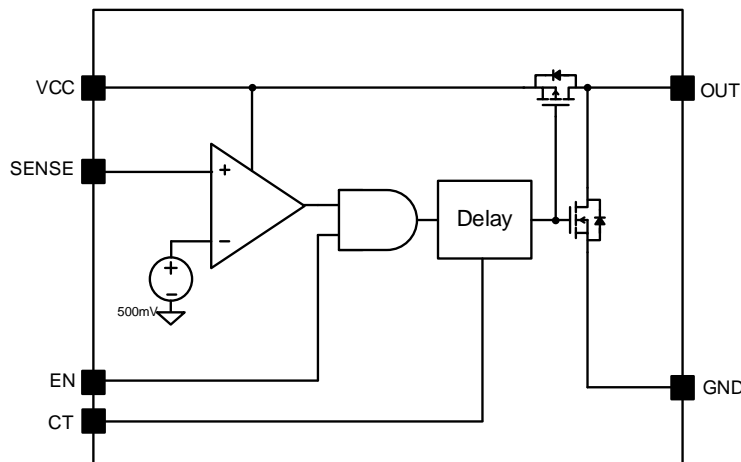 VCC
OUT
SENSE
+
−
Delay
+
−
500mV
EN
GND
CT